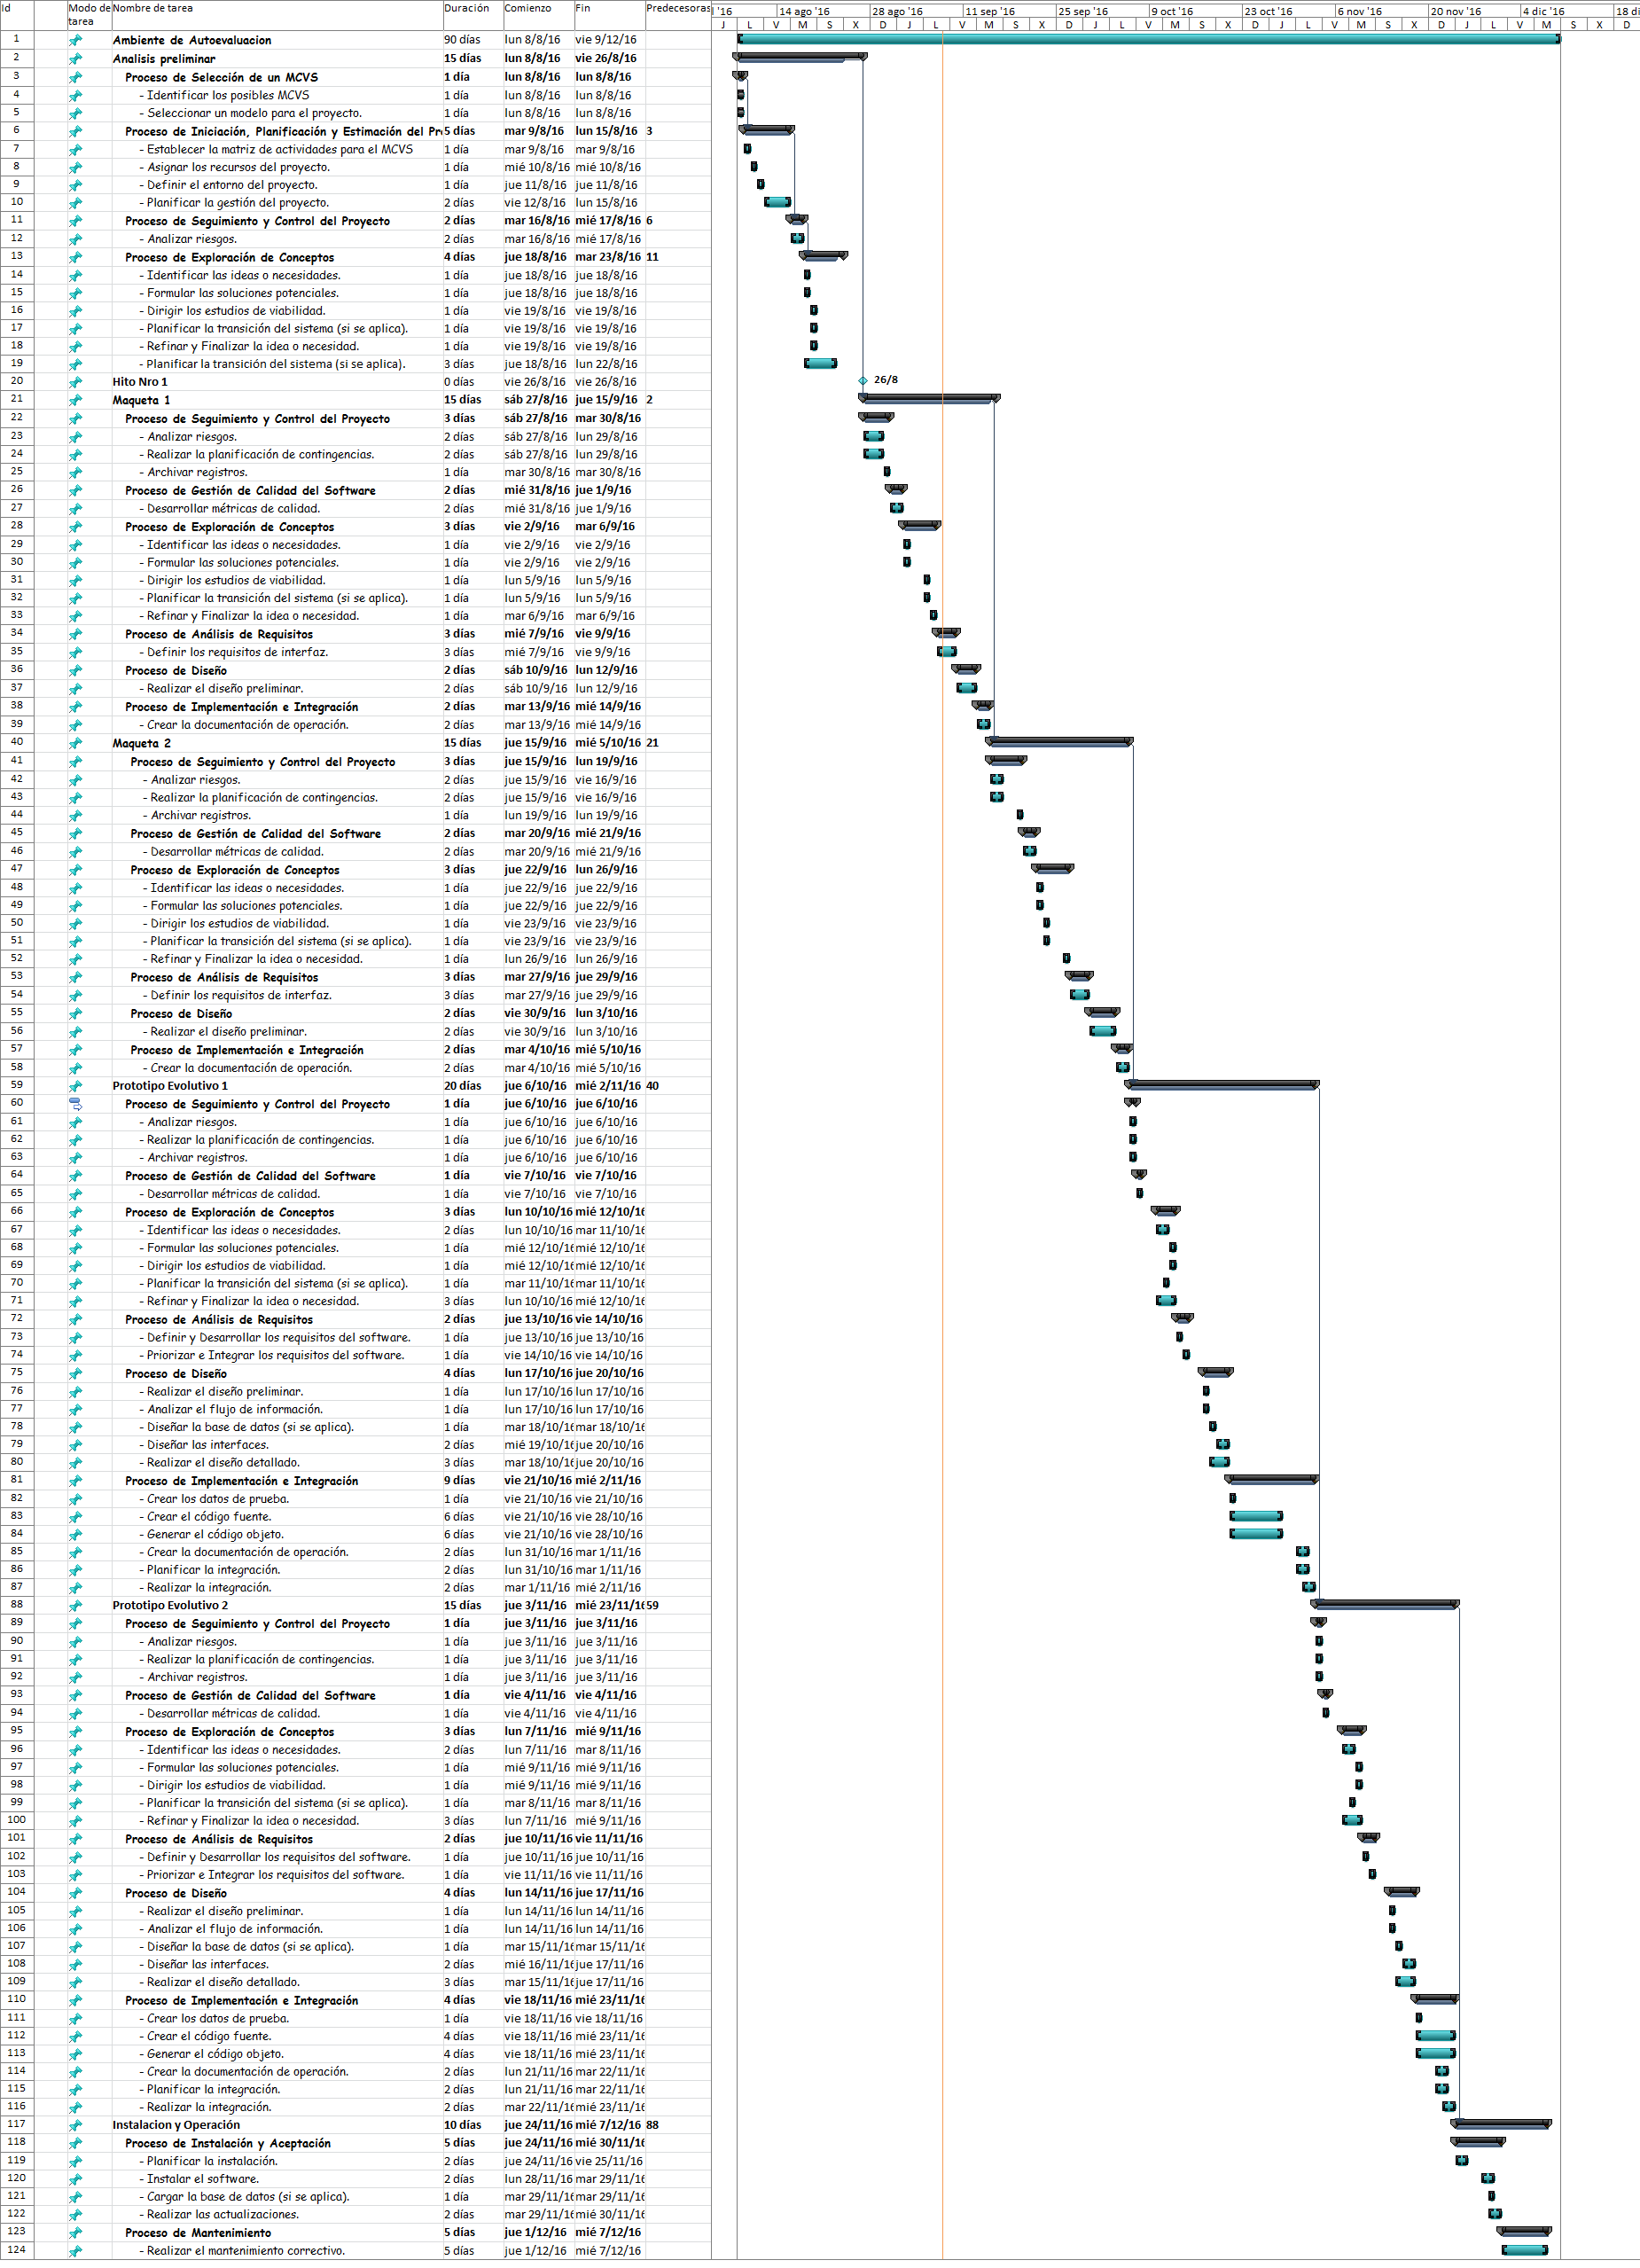 Id Modo de tarea Nombre de tarea Duración Comienzo Fin Predecesoras '16 14 ago '16 28 ago '16 11 sep '16 25 sep '16 9 oct '16 23 oct '16 6 nov '16 20 nov '16 4 dic '16 18 di
J L V M S X D J L V M S X D J L V M S X D J L V M S X D J L V M S X D
1 Ambiente de Autoevaluacion 90 días lun 8/8/16 vie 9/12/16
2 Analisis preliminar 15 días lun 8/8/16 vie 26/8/16
3 Proceso de Selección de un MCVS 1 día lun 8/8/16 lun 8/8/16
4 - Identificar los posibles MCVS 1 día lun 8/8/16 lun 8/8/16
5 - Seleccionar un modelo para el proyecto. 1 día lun 8/8/16 lun 8/8/16
6 Proceso de Iniciación, Planificación y Estimación del Pr 5 días mar 9/8/16 lun 15/8/16 3
7 - Establecer la matriz de actividades para el MCVS 1 día mar 9/8/16 mar 9/8/16
8 - Asignar los recursos del proyecto. 1 día mié 10/8/16 mié 10/8/16
9 - Definir el entorno del proyecto. 1 día jue 11/8/16 jue 11/8/16
10 - Planificar la gestión del proyecto. 2 días vie 12/8/16 lun 15/8/16
11 Proceso de Seguimiento y Control del Proyecto 2 días mar 16/8/16 mié 17/8/16 6
12 - Analizar riesgos. 2 días mar 16/8/16 mié 17/8/16
13 Proceso de Exploración de Conceptos 4 días jue 18/8/16 mar 23/8/16 11
14 - Identificar las ideas o necesidades. 1 día jue 18/8/16 jue 18/8/16
15 - Formular las soluciones potenciales. 1 día jue 18/8/16 jue 18/8/16
16 - Dirigir los estudios de viabilidad. 1 día vie 19/8/16 vie 19/8/16
17 - Planificar la transición del sistema (si se aplica). 1 día vie 19/8/16 vie 19/8/16
18 - Refinar y Finalizar la idea o necesidad. 1 día vie 19/8/16 vie 19/8/16
19 - Planificar la transición del sistema (si se aplica). 3 días jue 18/8/16 lun 22/8/16
20 Hito Nro 1 0 días vie 26/8/16 vie 26/8/16 26/8
21 Maqueta 1 15 días sáb 27/8/16 jue 15/9/16 2
22 Proceso de Seguimiento y Control del Proyecto 3 días sáb 27/8/16 mar 30/8/16
23 - Analizar riesgos. 2 días sáb 27/8/16 lun 29/8/16
24 - Realizar la planificación de contingencias. 2 días sáb 27/8/16 lun 29/8/16
25 - Archivar registros. 1 día mar 30/8/16 mar 30/8/16
26 Proceso de Gestión de Calidad del Software 2 días mié 31/8/16 jue 1/9/16
27 - Desarrollar métricas de calidad. 2 días mié 31/8/16 jue 1/9/16
28 Proceso de Exploración de Conceptos 3 días vie 2/9/16 mar 6/9/16
29 - Identificar las ideas o necesidades. 1 día vie 2/9/16 vie 2/9/16
30 - Formular las soluciones potenciales. 1 día vie 2/9/16 vie 2/9/16
31 - Dirigir los estudios de viabilidad. 1 día lun 5/9/16 lun 5/9/16
32 - Planificar la transición del sistema (si se aplica). 1 día lun 5/9/16 lun 5/9/16
33 - Refinar y Finalizar la idea o necesidad. 1 día mar 6/9/16 mar 6/9/16
34 Proceso de Análisis de Requisitos 3 días mié 7/9/16 vie 9/9/16
35 - Definir los requisitos de interfaz. 3 días mié 7/9/16 vie 9/9/16
36 Proceso de Diseño 2 días sáb 10/9/16 lun 12/9/16
37 - Realizar el diseño preliminar. 2 días sáb 10/9/16 lun 12/9/16
38 Proceso de Implementación e Integración 2 días mar 13/9/16 mié 14/9/16
39 - Crear la documentación de operación. 2 días mar 13/9/16 mié 14/9/16
40 Maqueta 2 15 días jue 15/9/16 mié 5/10/16 21
41 Proceso de Seguimiento y Control del Proyecto 3 días jue 15/9/16 lun 19/9/16
42 - Analizar riesgos. 2 días jue 15/9/16 vie 16/9/16
43 - Realizar la planificación de contingencias. 2 días jue 15/9/16 vie 16/9/16
44 - Archivar registros. 1 día lun 19/9/16 lun 19/9/16
45 Proceso de Gestión de Calidad del Software 2 días mar 20/9/16 mié 21/9/16
46 - Desarrollar métricas de calidad. 2 días mar 20/9/16 mié 21/9/16
47 Proceso de Exploración de Conceptos 3 días jue 22/9/16 lun 26/9/16
48 - Identificar las ideas o necesidades. 1 día jue 22/9/16 jue 22/9/16
49 - Formular las soluciones potenciales. 1 día jue 22/9/16 jue 22/9/16
50 - Dirigir los estudios de viabilidad. 1 día vie 23/9/16 vie 23/9/16
51 - Planificar la transición del sistema (si se aplica). 1 día vie 23/9/16 vie 23/9/16
52 - Refinar y Finalizar la idea o necesidad. 1 día lun 26/9/16 lun 26/9/16
53 Proceso de Análisis de Requisitos 3 días mar 27/9/16 jue 29/9/16
54 - Definir los requisitos de interfaz. 3 días mar 27/9/16 jue 29/9/16
55 Proceso de Diseño 2 días vie 30/9/16 lun 3/10/16
56 - Realizar el diseño preliminar. 2 días vie 30/9/16 lun 3/10/16
57 Proceso de Implementación e Integración 2 días mar 4/10/16 mié 5/10/16
58 - Crear la documentación de operación. 2 días mar 4/10/16 mié 5/10/16
59 Prototipo Evolutivo 1 20 días jue 6/10/16 mié 2/11/16 40
60 Proceso de Seguimiento y Control del Proyecto 1 día jue 6/10/16 jue 6/10/16
61 - Analizar riesgos. 1 día jue 6/10/16 jue 6/10/16
62 - Realizar la planificación de contingencias. 1 día jue 6/10/16 jue 6/10/16
63 - Archivar registros. 1 día jue 6/10/16 jue 6/10/16
64 Proceso de Gestión de Calidad del Software 1 día vie 7/10/16 vie 7/10/16
65 - Desarrollar métricas de calidad. 1 día vie 7/10/16 vie 7/10/16
66 Proceso de Exploración de Conceptos 3 días lun 10/10/16 mié 12/10/16
67 - Identificar las ideas o necesidades. 2 días lun 10/10/16 mar 11/10/16
68 - Formular las soluciones potenciales. 1 día mié 12/10/16 mié 12/10/16
69 - Dirigir los estudios de viabilidad. 1 día mié 12/10/16 mié 12/10/16
70 - Planificar la transición del sistema (si se aplica). 1 día mar 11/10/16 mar 11/10/16
71 - Refinar y Finalizar la idea o necesidad. 3 días lun 10/10/16 mié 12/10/16
72 Proceso de Análisis de Requisitos 2 días jue 13/10/16 vie 14/10/16
73 - Definir y Desarrollar los requisitos del software. 1 día jue 13/10/16 jue 13/10/16
74 - Priorizar e Integrar los requisitos del software. 1 día vie 14/10/16 vie 14/10/16
75 Proceso de Diseño 4 días lun 17/10/16 jue 20/10/16
76 - Realizar el diseño preliminar. 1 día lun 17/10/16 lun 17/10/16
77 - Analizar el flujo de información. 1 día lun 17/10/16 lun 17/10/16
78 - Diseñar la base de datos (si se aplica). 1 día mar 18/10/16 mar 18/10/16
79 - Diseñar las interfaces. 2 días mié 19/10/16 jue 20/10/16
80 - Realizar el diseño detallado. 3 días mar 18/10/16 jue 20/10/16
81 Proceso de Implementación e Integración 9 días vie 21/10/16 mié 2/11/16
82 - Crear los datos de prueba. 1 día vie 21/10/16 vie 21/10/16
83 - Crear el código fuente. 6 días vie 21/10/16 vie 28/10/16
84 - Generar el código objeto. 6 días vie 21/10/16 vie 28/10/16
85 - Crear la documentación de operación. 2 días lun 31/10/16 mar 1/11/16
86 - Planificar la integración. 2 días lun 31/10/16 mar 1/11/16
87 - Realizar la integración. 2 días mar 1/11/16 mié 2/11/16
88 Prototipo Evolutivo 2 15 días jue 3/11/16 mié 23/11/16 59
89 Proceso de Seguimiento y Control del Proyecto 1 día jue 3/11/16 jue 3/11/16
90 - Analizar riesgos. 1 día jue 3/11/16 jue 3/11/16
91 - Realizar la planificación de contingencias. 1 día jue 3/11/16 jue 3/11/16
92 - Archivar registros. 1 día jue 3/11/16 jue 3/11/16
93 Proceso de Gestión de Calidad del Software 1 día vie 4/11/16 vie 4/11/16
94 - Desarrollar métricas de calidad. 1 día vie 4/11/16 vie 4/11/16
95 Proceso de Exploración de Conceptos 3 días lun 7/11/16 mié 9/11/16
96 - Identificar las ideas o necesidades. 2 días lun 7/11/16 mar 8/11/16
97 - Formular las soluciones potenciales. 1 día mié 9/11/16 mié 9/11/16
98 - Dirigir los estudios de viabilidad. 1 día mié 9/11/16 mié 9/11/16
99 - Planificar la transición del sistema (si se aplica). 1 día mar 8/11/16 mar 8/11/16
100 - Refinar y Finalizar la idea o necesidad. 3 días lun 7/11/16 mié 9/11/16
101 Proceso de Análisis de Requisitos 2 días jue 10/11/16 vie 11/11/16
102 - Definir y Desarrollar los requisitos del software. 1 día jue 10/11/16 jue 10/11/16
103 - Priorizar e Integrar los requisitos del software. 1 día vie 11/11/16 vie 11/11/16
104 Proceso de Diseño 4 días lun 14/11/16 jue 17/11/16
105 - Realizar el diseño preliminar. 1 día lun 14/11/16 lun 14/11/16
106 - Analizar el flujo de información. 1 día lun 14/11/16 lun 14/11/16
107 - Diseñar la base de datos (si se aplica). 1 día mar 15/11/16 mar 15/11/16
108 - Diseñar las interfaces. 2 días mié 16/11/16 jue 17/11/16
109 - Realizar el diseño detallado. 3 días mar 15/11/16 jue 17/11/16
110 Proceso de Implementación e Integración 4 días vie 18/11/16 mié 23/11/16
111 - Crear los datos de prueba. 1 día vie 18/11/16 vie 18/11/16
112 - Crear el código fuente. 4 días vie 18/11/16 mié 23/11/16
113 - Generar el código objeto. 4 días vie 18/11/16 mié 23/11/16
114 - Crear la documentación de operación. 2 días lun 21/11/16 mar 22/11/16
115 - Planificar la integración. 2 días lun 21/11/16 mar 22/11/16
116 - Realizar la integración. 2 días mar 22/11/16 mié 23/11/16
117 Instalacion y Operación 10 días jue 24/11/16 mié 7/12/16 88
118 Proceso de Instalación y Aceptación 5 días jue 24/11/16 mié 30/11/16
119 - Planificar la instalación. 2 días jue 24/11/16 vie 25/11/16
120 - Instalar el software. 2 días lun 28/11/16 mar 29/11/16
121 - Cargar la base de datos (si se aplica). 1 día mar 29/11/16 mar 29/11/16
122 - Realizar las actualizaciones. 2 días mar 29/11/16 mié 30/11/16
123 Proceso de Mantenimiento 5 días jue 1/12/16 mié 7/12/16
124 - Realizar el mantenimiento correctivo. 5 días jue 1/12/16 mié 7/12/16